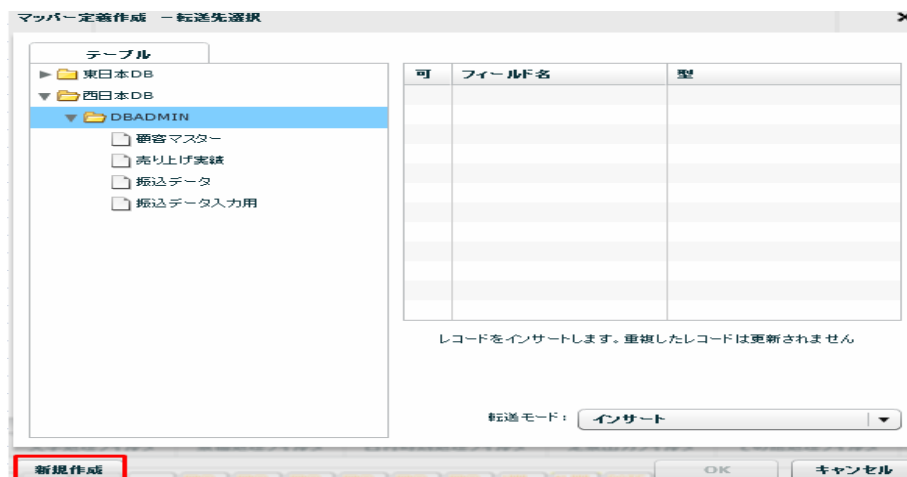 マッパー定義作成 －転送先選択
テーブル
東日本DB
西日本DB
DBADMIN
顧客マスター
売り上げ実績
振込データ
振込データ入力用
可 フィールド名 型
レコードをインサートします。重複したレコードは更新されません
転送モード： インサート
新規作成 OK キャンセル